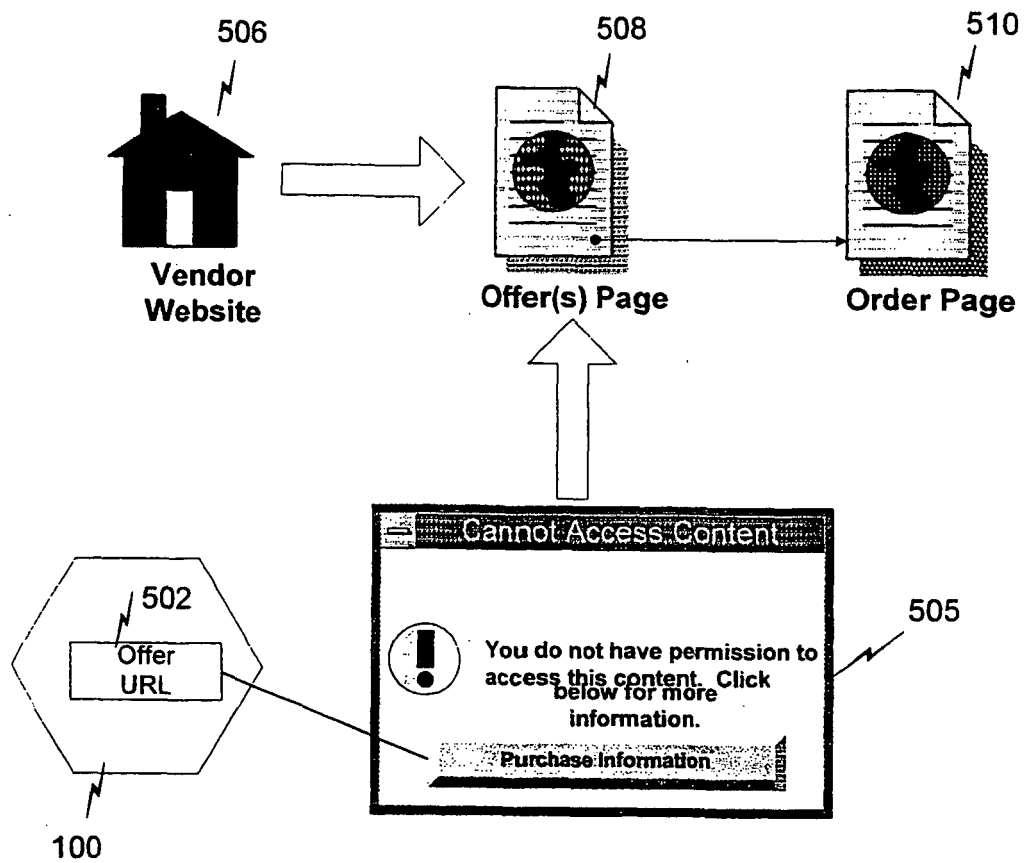 506
508
510
Vendor
Website
Offer(s) Page
Order Page
Cannot Access Content
502
Offer
URL
505
You do not have permission to
access this content. Click
below for more
information.
Purchase Information
100